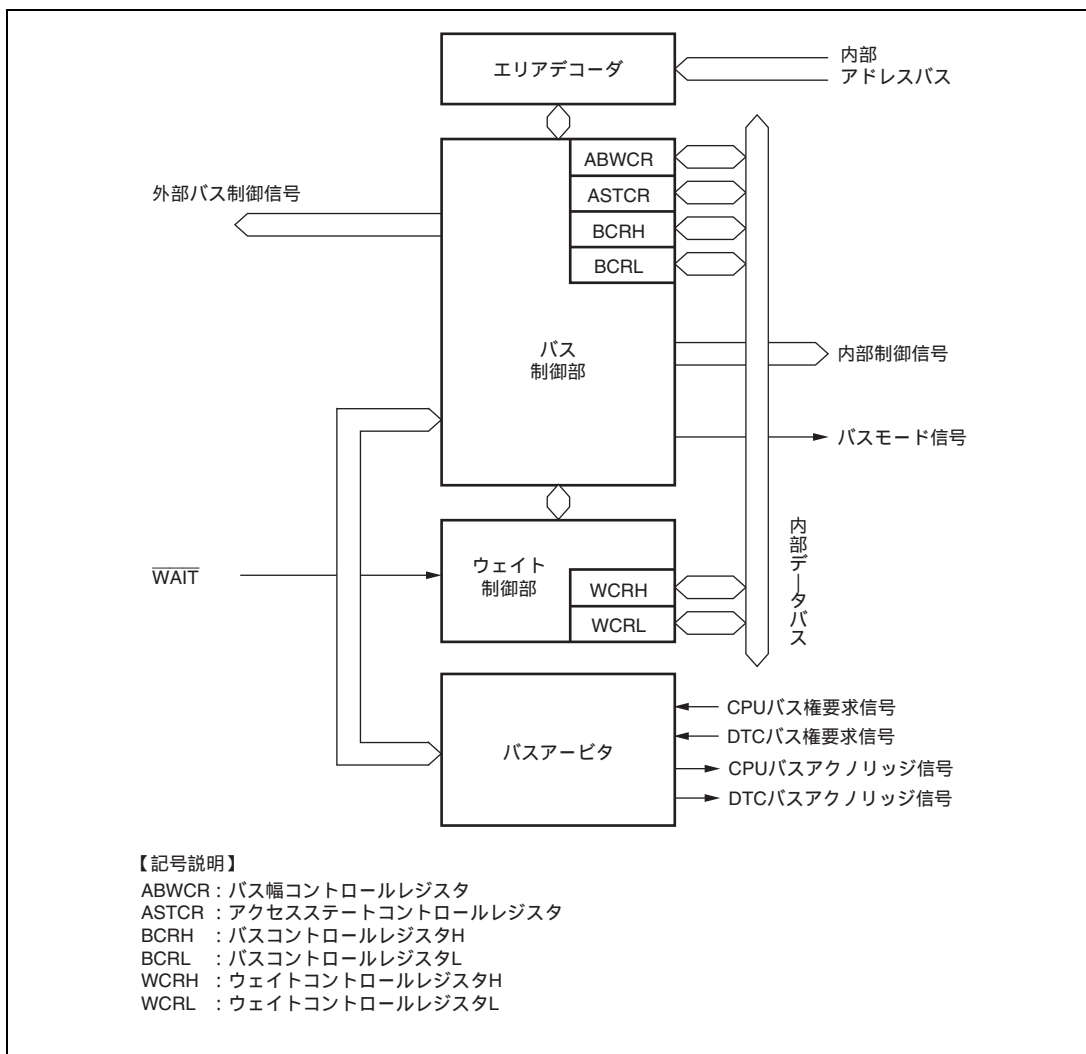 エリアデコーダ
内部
アドレスバス
ABWCR
ASTCR
BCRH
BCRL
外部バス制御信号
バス
制御部
内部制御信号
バスモード信号
WAIT
ウェイト
制御部
WCRH
WCRL
内部データバス
バスアービタ
CPUバス権要求信号
DTCバス権要求信号
CPUバスアクノリッジ信号
DTCバスアクノリッジ信号
【記号説明】
ABWCR : バス幅コントロールレジスタ
ASTCR : アクセスステートコントロールレジスタ
BCRH : バスコントロールレジスタH
BCRL : バスコントロールレジスタL
WCRH : ウェイトコントロールレジスタH
WCRL : ウェイトコントロールレジスタL